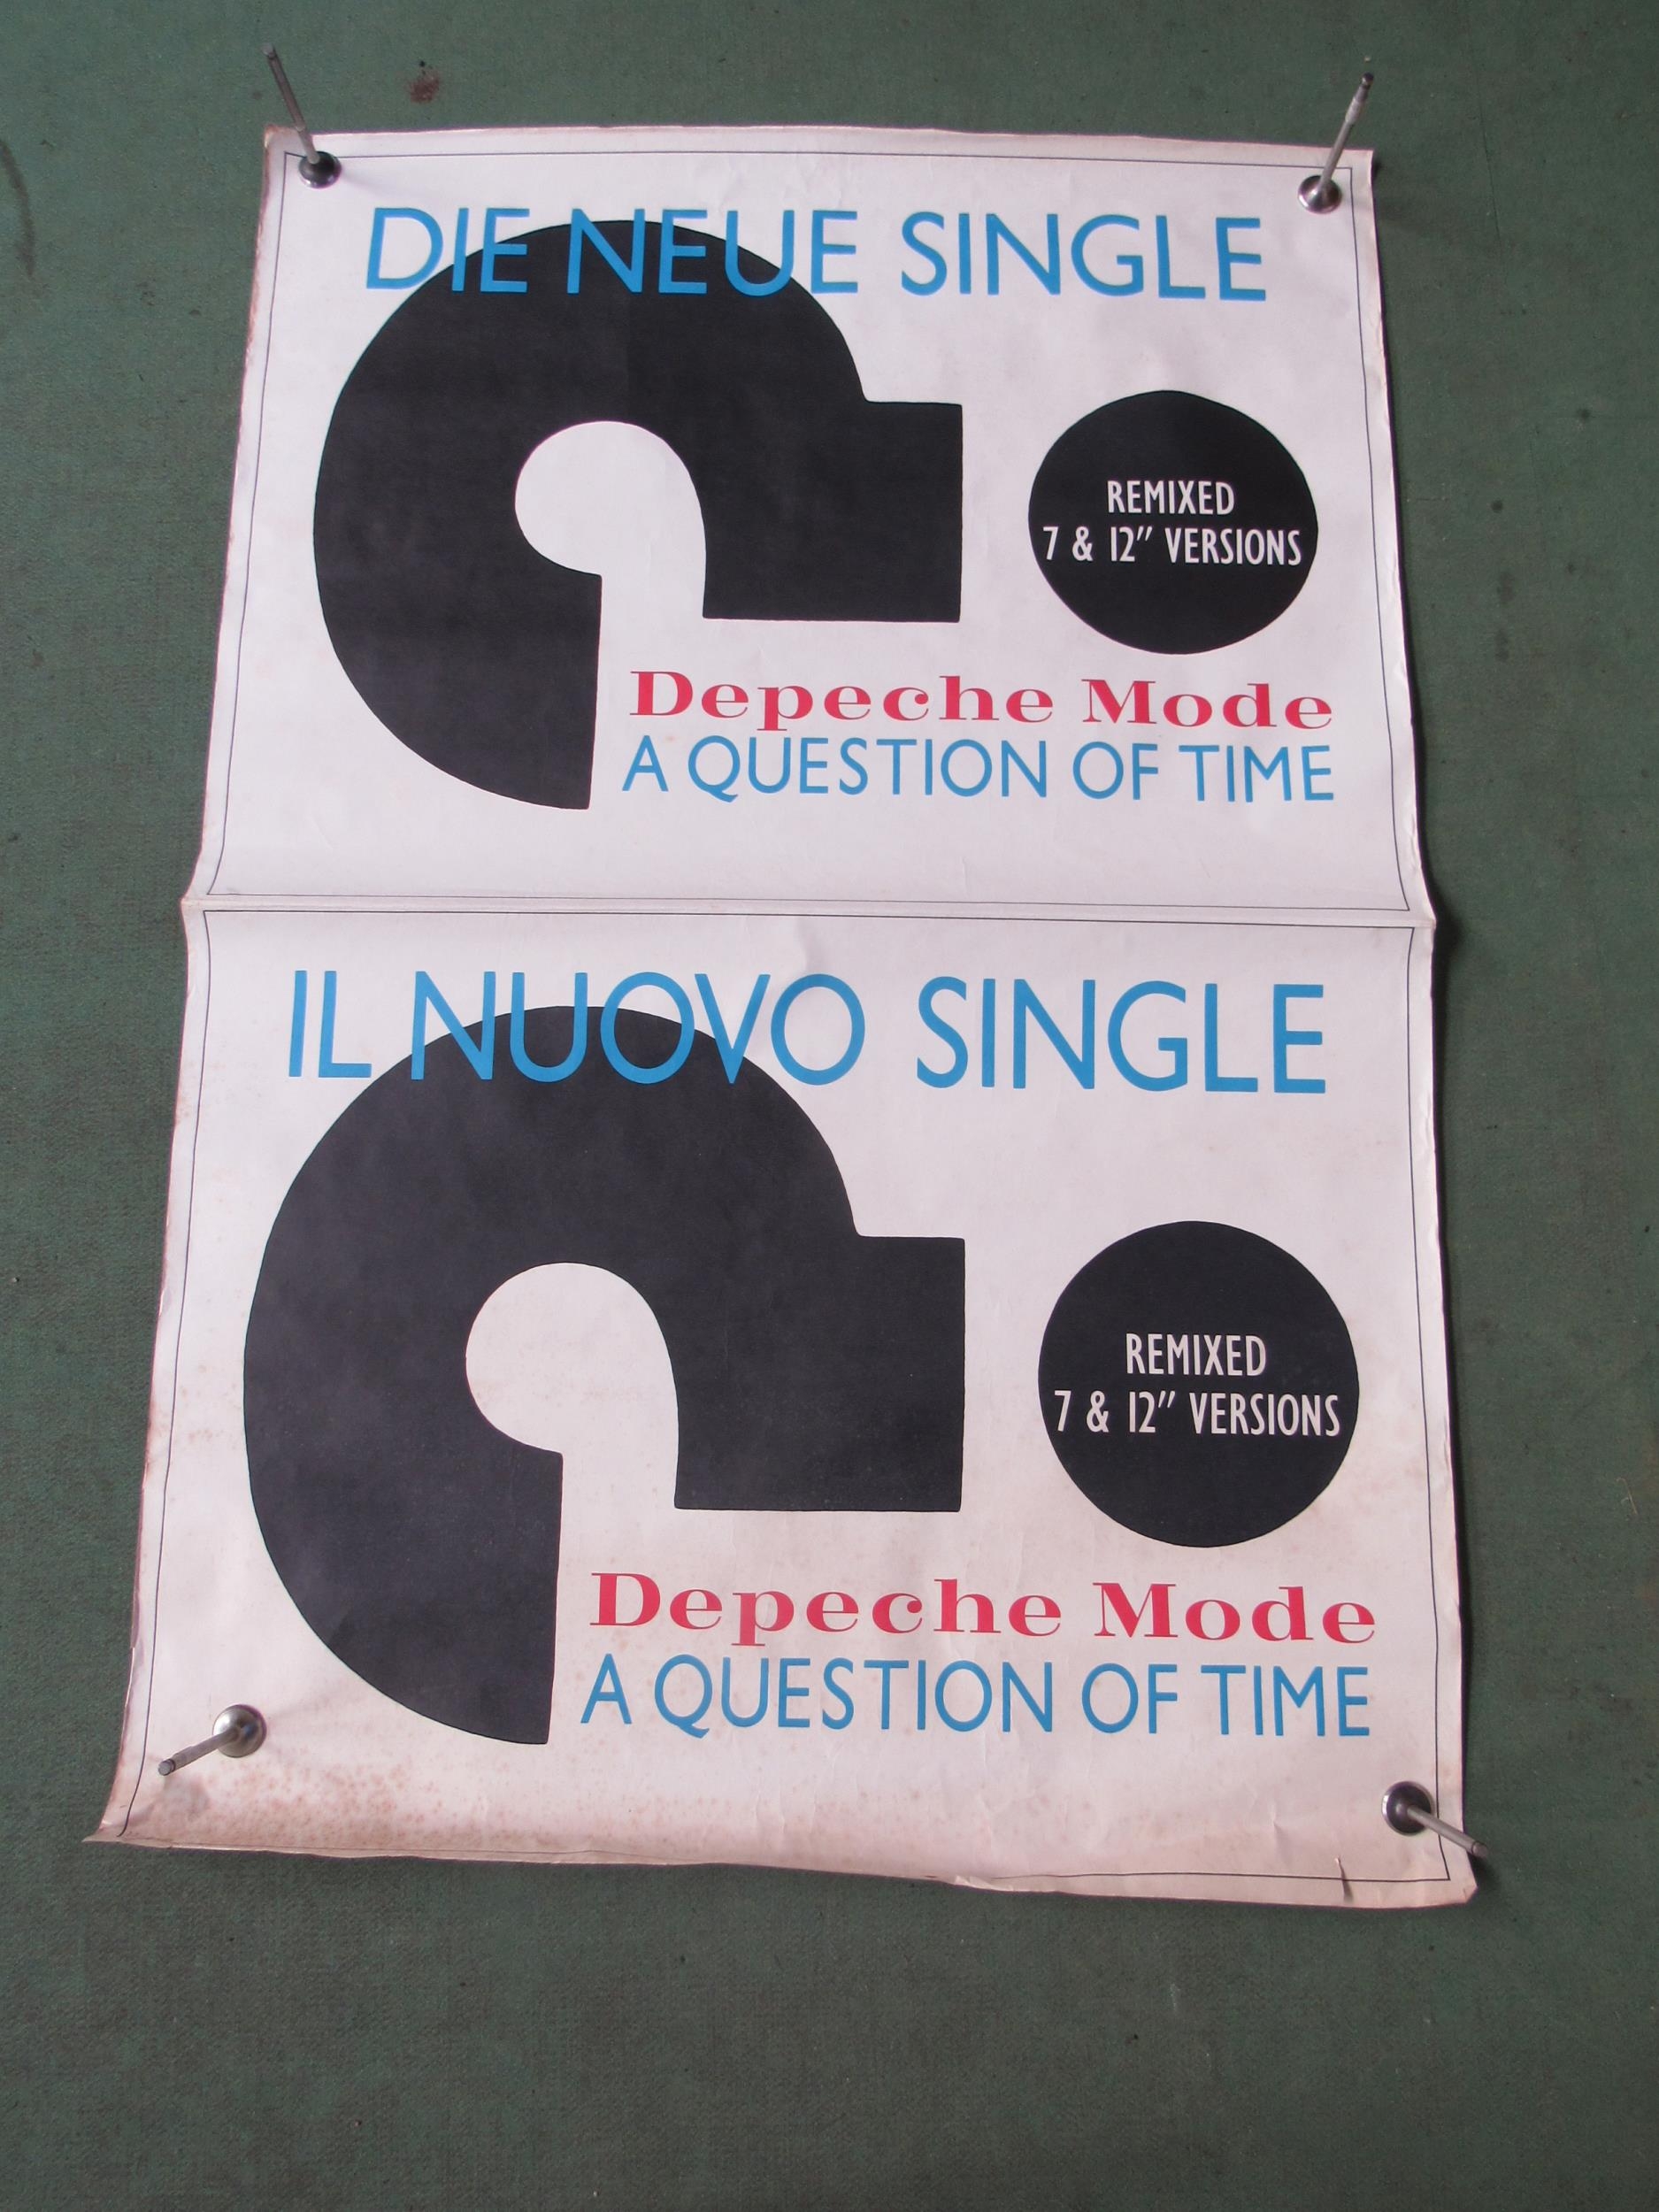 DIE NEUE SINGLE
REMIXED
7 & 12" VERSIONS
Depeche Mode
A QUESTION OF TIME
IL NUOVO SINGLE
REMIXED
7 & 12" VERSIONS
Depeche Mode
A QUESTION OF TIME